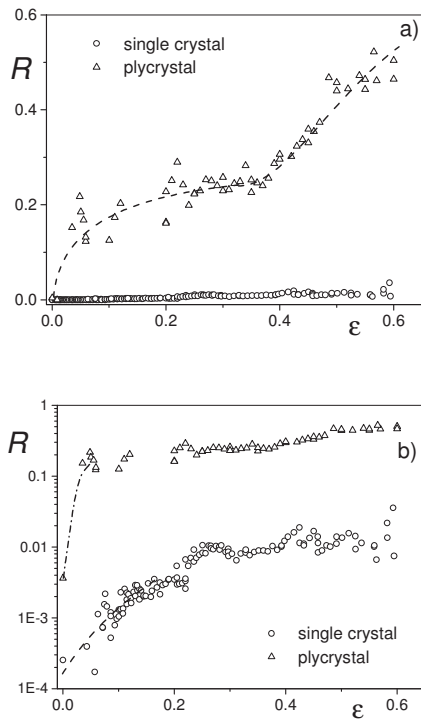 0.6
a)
single crystal
plycrystal
R
0.4
0.2
0.0
0.0 0.2 0.4 0.6
ε
1
R
b)
0.1
0.01
1E-3
single crystal
plycrystal
1E-4
0.0 0.2 0.4 0.6
ε